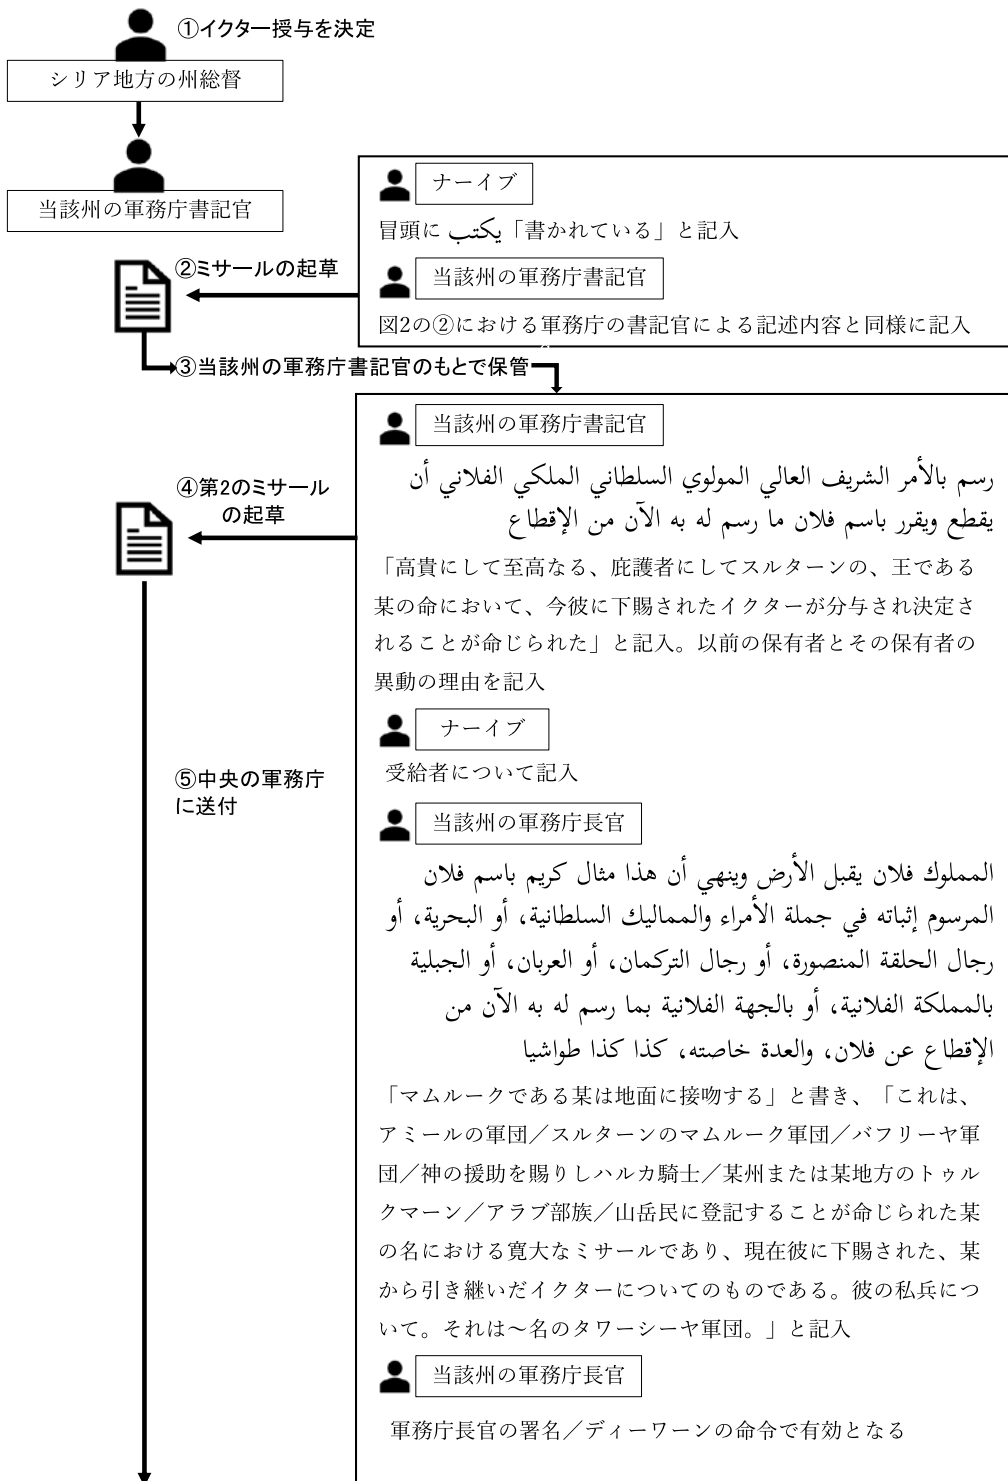 ①イクター授与を決定
シリア地方の州総督
当該州の軍務庁書記官
ナーイブ
冒頭に يكتب「書かれている」と記入
②ミサールの起草
当該州の軍務庁書記官
図2の②における軍務庁の書記官による記述内容と同様に記入
③当該州の軍務庁書記官のもとで保管
当該州の軍務庁書記官
رسم بالأمر الشريف العالي المولوي السلطاني الملكي الفلاني أن
يقطع ويقرر باسم فلان ما رسم له به الآن من الإقطاع
④第2のミサール
の起草
「高貴にして至高なる、庇護者にしてスルターンの、王である
某の命において、今彼に下賜されたイクターが分与され決定さ
れることが命じられた」と記入。以前の保有者とその保有者の
異動の理由を記入
ナーイブ
受給者について記入
⑤中央の軍務庁
に送付
当該州の軍務庁長官
المملوك فلان يقبل الأرض وينهي أن هذا مثال كريم باسم فلان
المرسوم إثباته في جملة الأمراء والمماليك السلطانية، أو البحرية، أو
رجال الحلقة المنصورة، أو رجال التركمان، أو العربان، أو الجبلية
بالمملكة الفلانية، أو بالجهة الفلانية بما رسم له به الآن من
الإقطاع عن فلان، والعدة خاصته، كذا كذا طواشيا
「マムルークである某は地面に接吻する」と書き、「これは、
アミールの軍団／スルターンのマムルーク軍団／バフリーヤ軍
団／神の援助を賜りしハルカ騎士／某州または某地方のトゥル
クマーン／アラブ部族／山岳民に登記することが命じられた某
の名における寛大なミサールであり、現在彼に下賜された、某
から引き継いだイクターについてのものである。彼の私兵につ
いて。それは～名のタワーシーヤ軍団。」と記入
当該州の軍務庁長官
軍務庁長官の署名／ディーワーンの命令で有効となる